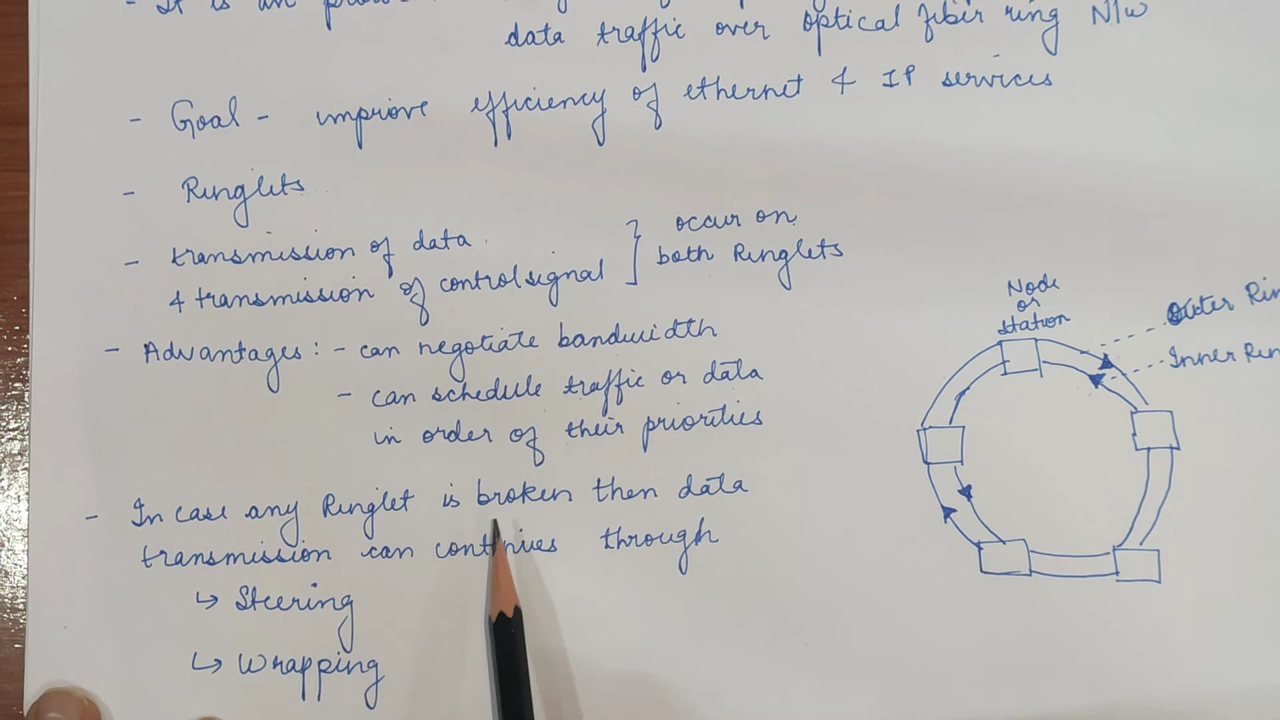 - It is an
data traffic over optical fiber ring N/w
- Goal - improve efficiency of ethernet & IP services
- Ringlets
- transmission of data
& transmission of control signal } occur on both Ringlets
- Advantages : - can negotiate bandwidth
- can schedule traffic or data
in order of their priorities
- In case any Ringlet is broken then data
transmission can continues through
↳ Steering
↳ Wrapping
Node
or
Station
Outer Rin
Inner Rin